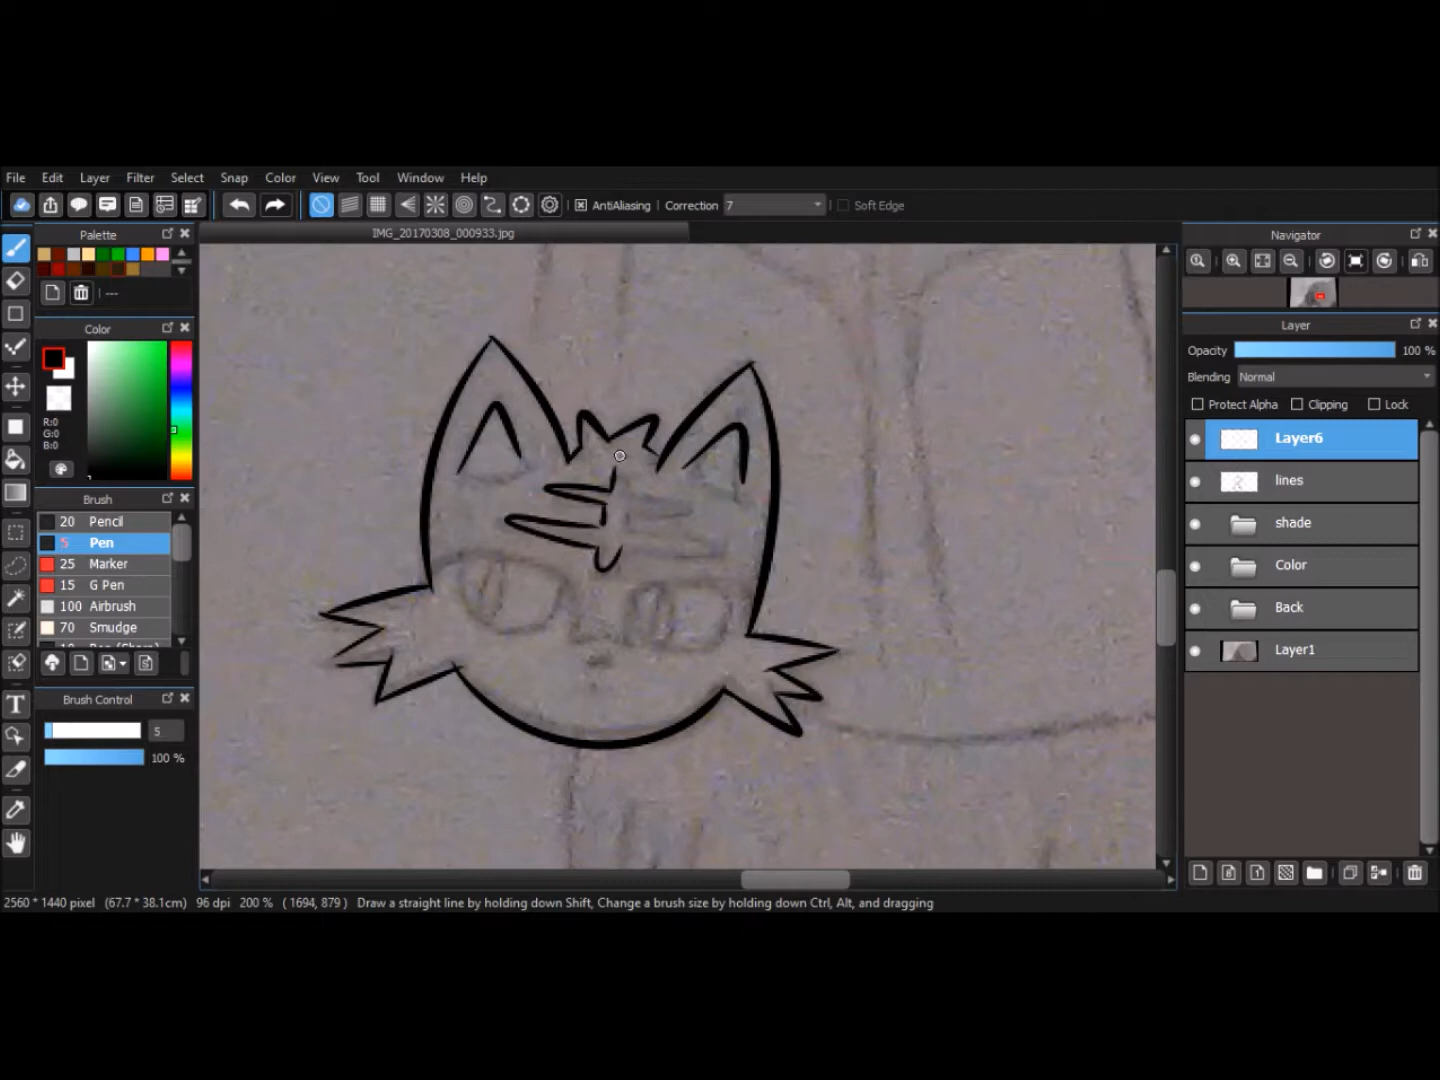 File Edit Layer Filter Select Snap Color View Tool Window Help
AntiAliasing Correction 7 Soft Edge
Palette
IMG_20170308_000933.jpg
Navigator
---
Color
R:0
G:0
B:0
Brush
20 Pencil
5 Pen
25 Marker
15 G Pen
100 Airbrush
70 Smudge
Brush Control
5
100 %
Layer
Opacity 100 %
Blending Normal
Protect Alpha Clipping Lock
Layer6
lines
shade
Color
Back
Layer1
2560 * 1440 pixel (67.7 * 38.1cm) 96 dpi 200 % ( 1694, 879 ) Draw a straight line by holding down Shift, Change a brush size by holding down Ctrl, Alt, and dragging